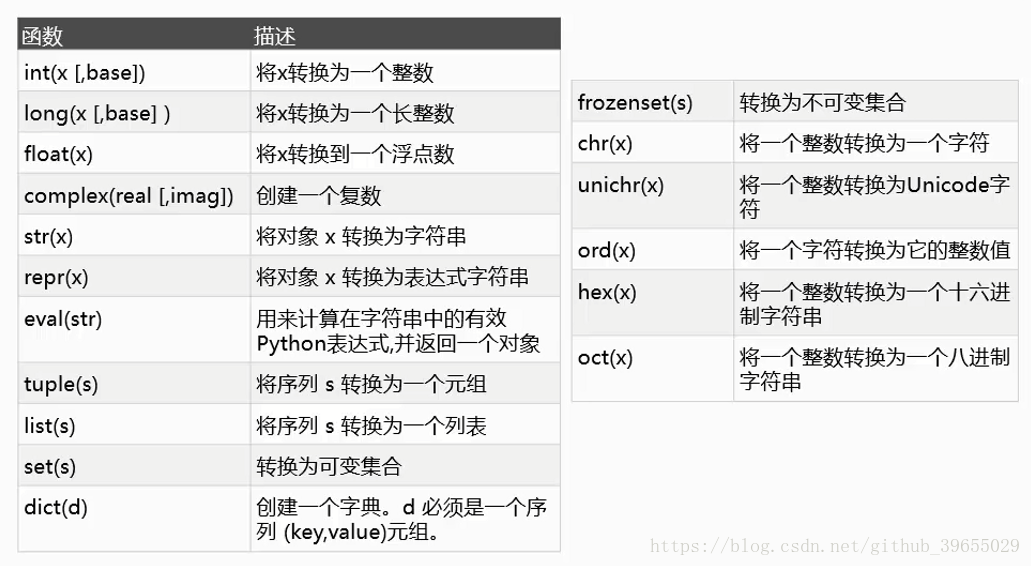 函数 描述
int(x [,base]) 将x转换为一个整数
long(x [,base] ) 将x转换为一个长整数
float(x) 将x转换到一个浮点数
complex(real [,imag]) 创建一个复数
str(x) 将对象 x 转换为字符串
repr(x) 将对象 x 转换为表达式字符串
eval(str) 用来计算在字符串中的有效
Python表达式,并返回一个对象
tuple(s) 将序列 s 转换为一个元组
list(s) 将序列 s 转换为一个列表
set(s) 转换为可变集合
dict(d) 创建一个字典。d 必须是一个序
列 (key,value)元组。
frozenset(s) 转换为不可变集合
chr(x) 将一个整数转换为一个字符
unichr(x) 将一个整数转换为Unicode字
符
ord(x) 将一个字符转换为它的整数值
hex(x) 将一个整数转换为一个十六进
制字符串
oct(x) 将一个整数转换为一个八进制
字符串
https://blog.csdn.net/github_39655029